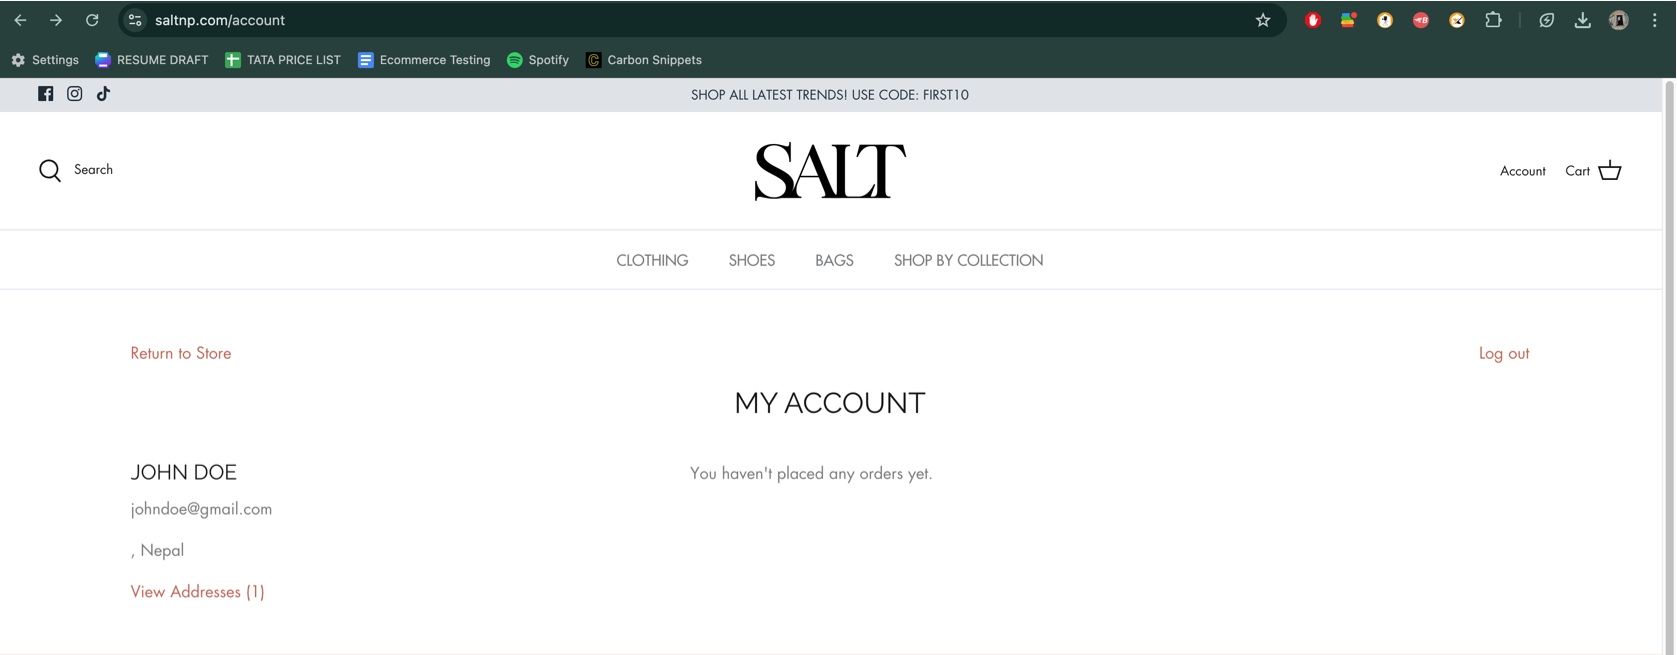 saltnp.com/account
Settings RESUME DRAFT TATA PRICE LIST Ecommerce Testing Spotify Carbon Snippets
SHOP ALL LATEST TRENDS! USE CODE: FIRST10
Search SALT Account Cart
CLOTHING SHOES BAGS SHOP BY COLLECTION
Return to Store Log out
MY ACCOUNT
JOHN DOE You haven't placed any orders yet.
johndoe@gmail.com
, Nepal
View Addresses (1)